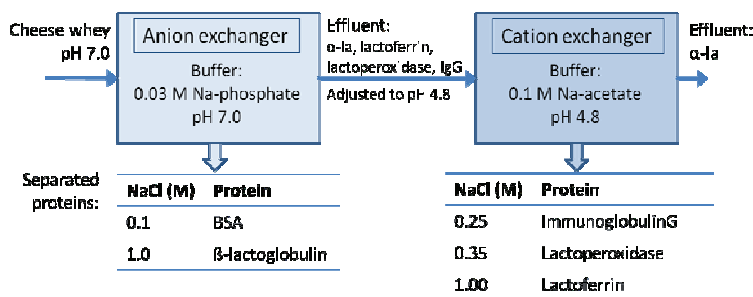 Cheese whey
pH 7.0
Anion exchanger
Buffer:
0.03 M Na-phosphate
pH 7.0
Effluent:
α-la, lactoferrin,
lactoperoxidase, IgG
Adjusted to pH 4.8
Cation exchanger
Buffer:
0.1 M Na-acetate
pH 4.8
Effluent:
α-la
Separated
proteins:
NaCl (M) Protein
0.1 BSA
1.0 ß-lactoglobulin
NaCl (M) Protein
0.25 ImmunoglobulinG
0.35 Lactoperoxidase
1.00 Lactoferrin